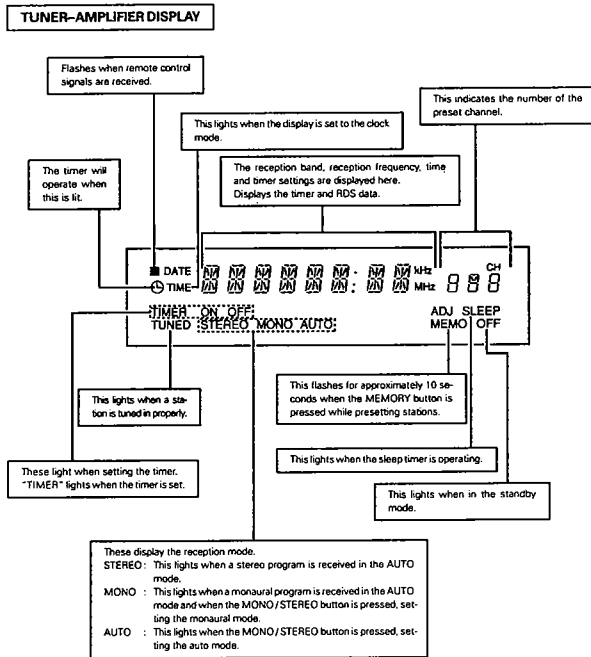 TUNER–AMPLIFIER DISPLAY
Flashes when remote control
signals are received.
This indicates the number of the
preset channel.
This lights when the display is set to the clock
mode.
The timer will
operate when
this is lit.
The reception band, reception frequency, time
and timer settings are displayed here.
Displays the timer and RDS data.
DATE
kHz
CH
TIME
MHz
TIMER ON OFF
ADJ SLEEP
TUNED STEREO MONO AUTO
MEMO OFF
This lights when a sta-
tion is tuned in properly.
This flashes for approximately 10 se-
conds when the MEMORY button is
pressed while presetting stations.
These light when setting the timer.
"TIMER" lights when the timer is set.
This lights when the sleep timer is operating.
This lights when in the standby
mode.
These display the reception mode.
STEREO: This lights when a stereo program is received in the AUTO
mode.
MONO : This lights when a monaural program is received in the AUTO
mode and when the MONO/STEREO button is pressed, set-
ting the monaural mode.
AUTO : This lights when the MONO/STEREO button is pressed, set-
ting the auto mode.